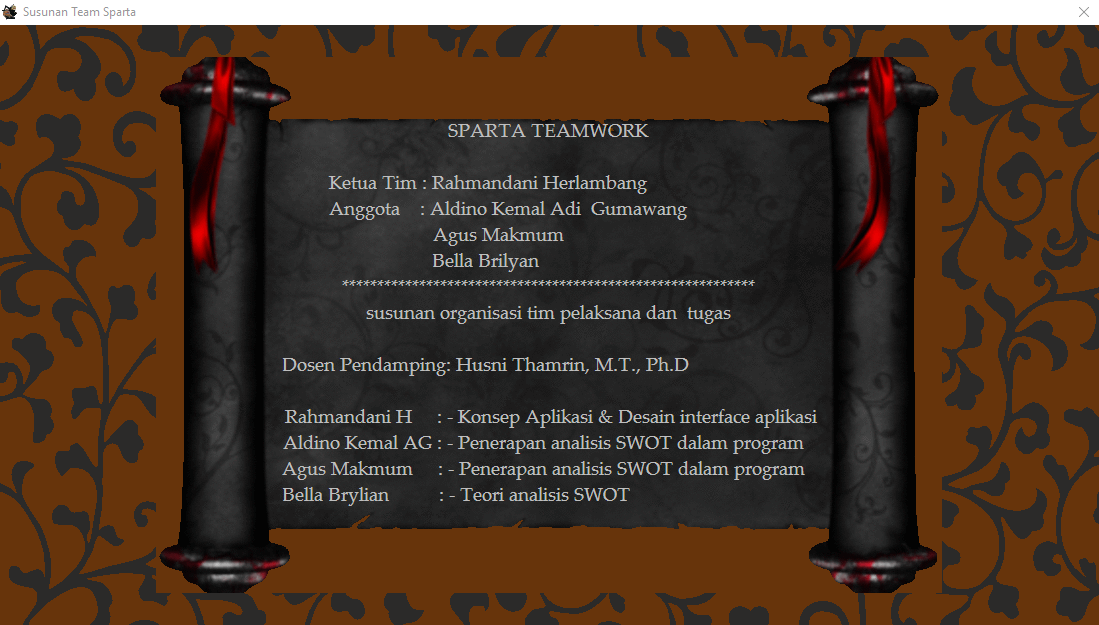 Susunan Team Sparta
SPARTA TEAMWORK
Ketua Tim : Rahmandani Herlambang
Anggota : Aldino Kemal Adi Gumawang
Agus Makmum
Bella Brilyan
***********************************************************
susunan organisasi tim pelaksana dan tugas
Dosen Pendamping: Husni Thamrin, M.T., Ph.D
Rahmandani H : - Konsep Aplikasi & Desain interface aplikasi
Aldino Kemal AG : - Penerapan analisis SWOT dalam program
Agus Makmum : - Penerapan analisis SWOT dalam program
Bella Brylian : - Teori analisis SWOT